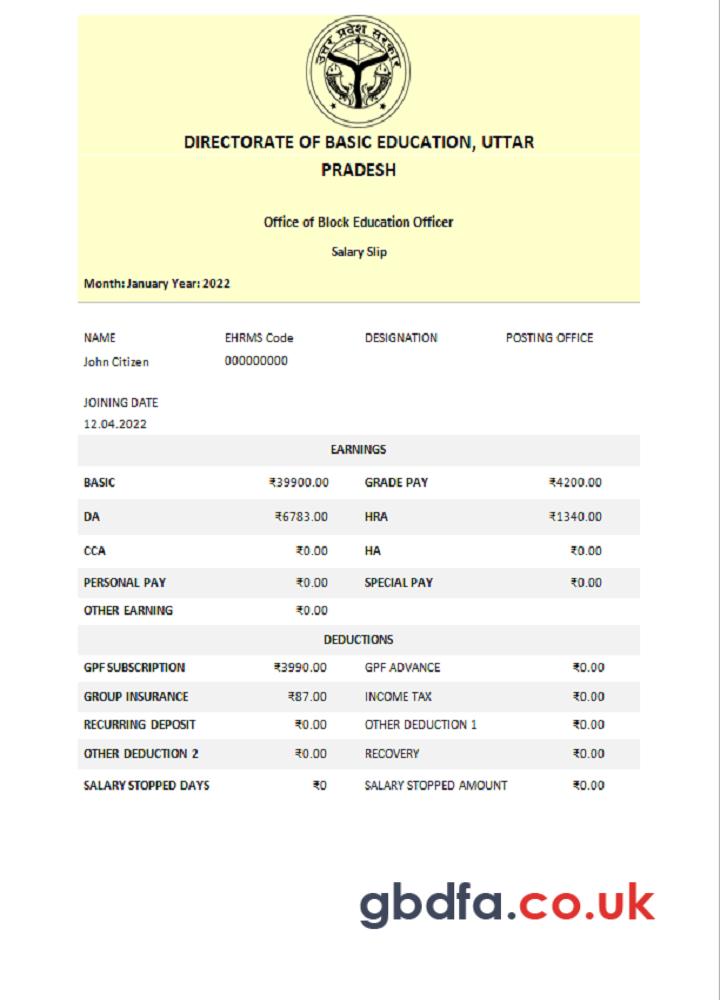 उत्तर प्रदेश सरकार
DIRECTORATE OF BASIC EDUCATION, UTTAR
PRADESH
Office of Block Education Officer
Salary Slip
Month: January Year: 2022
NAME EHRMS Code DESIGNATION POSTING OFFICE
John Citizen 000000000
JOINING DATE
12.04.2022
EARNINGS
BASIC ₹39900.00 GRADE PAY ₹4200.00
DA ₹6783.00 HRA ₹1340.00
CCA ₹0.00 HA ₹0.00
PERSONAL PAY ₹0.00 SPECIAL PAY ₹0.00
OTHER EARNING ₹0.00
DEDUCTIONS
GPF SUBSCRIPTION ₹3990.00 GPF ADVANCE ₹0.00
GROUP INSURANCE ₹87.00 INCOME TAX ₹0.00
RECURRING DEPOSIT ₹0.00 OTHER DEDUCTION 1 ₹0.00
OTHER DEDUCTION 2 ₹0.00 RECOVERY ₹0.00
SALARY STOPPED DAYS ₹0 SALARY STOPPED AMOUNT ₹0.00
gbdfa.co.uk